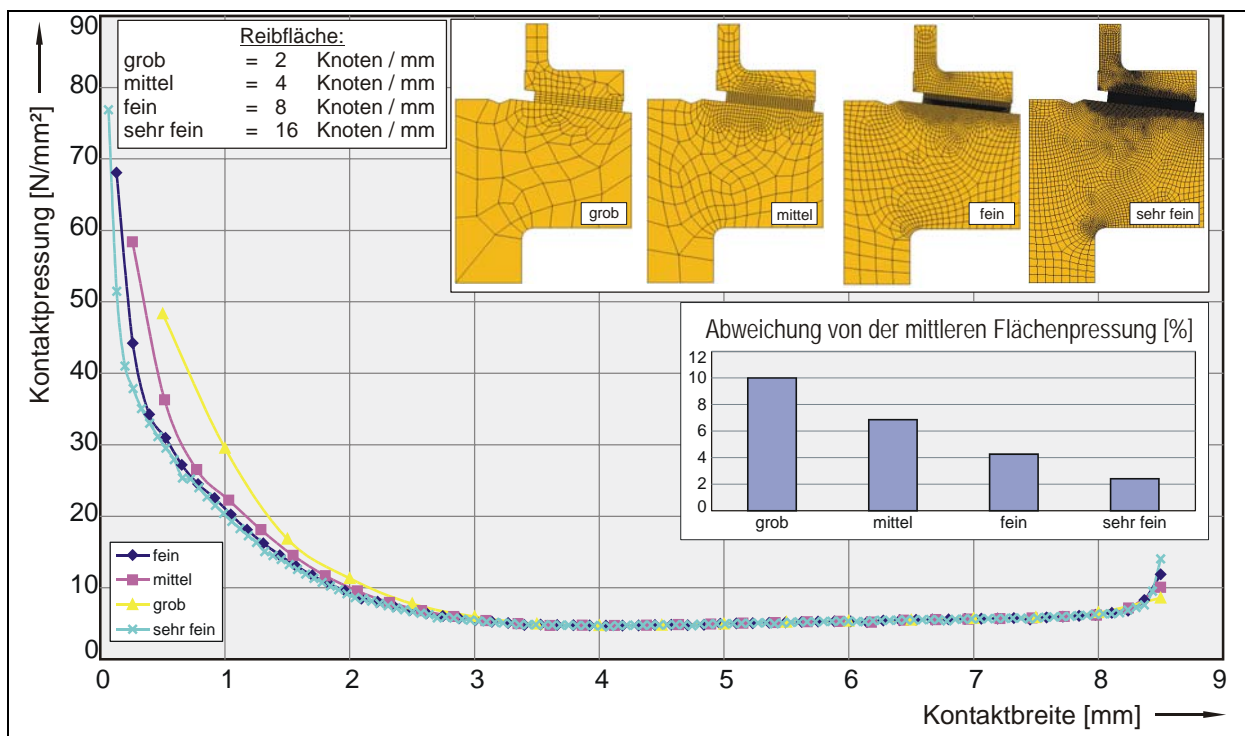 Kontaktpressung [N/mm²]
90
80
70
60
50
40
30
20
10
0
Reibfläche:
grob = 2 Knoten / mm
mittel = 4 Knoten / mm
fein = 8 Knoten / mm
sehr fein = 16 Knoten / mm
grob
mittel
fein
sehr fein
Abweichung von der mittleren Flächenpressung [%]
12
10
8
6
4
2
0
grob mittel fein sehr fein
fein
mittel
grob
sehr fein
0 1 2 3 4 5 6 7 8 9
Kontaktbreite [mm]